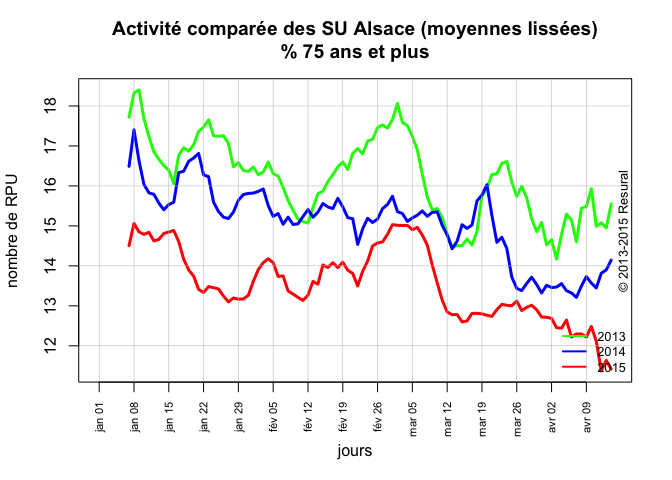 Activité comparée des SU Alsace (moyennes lissées)
% 75 ans et plus
nombre de RPU
18
17
16
15
14
13
12
© 2013-2015 Resural
2013
2014
2015
jan 01
jan 08
jan 15
jan 22
jan 29
fév 05
fév 12
fév 19
fév 26
mar 05
mar 12
mar 19
mar 26
avr 02
avr 09
jours